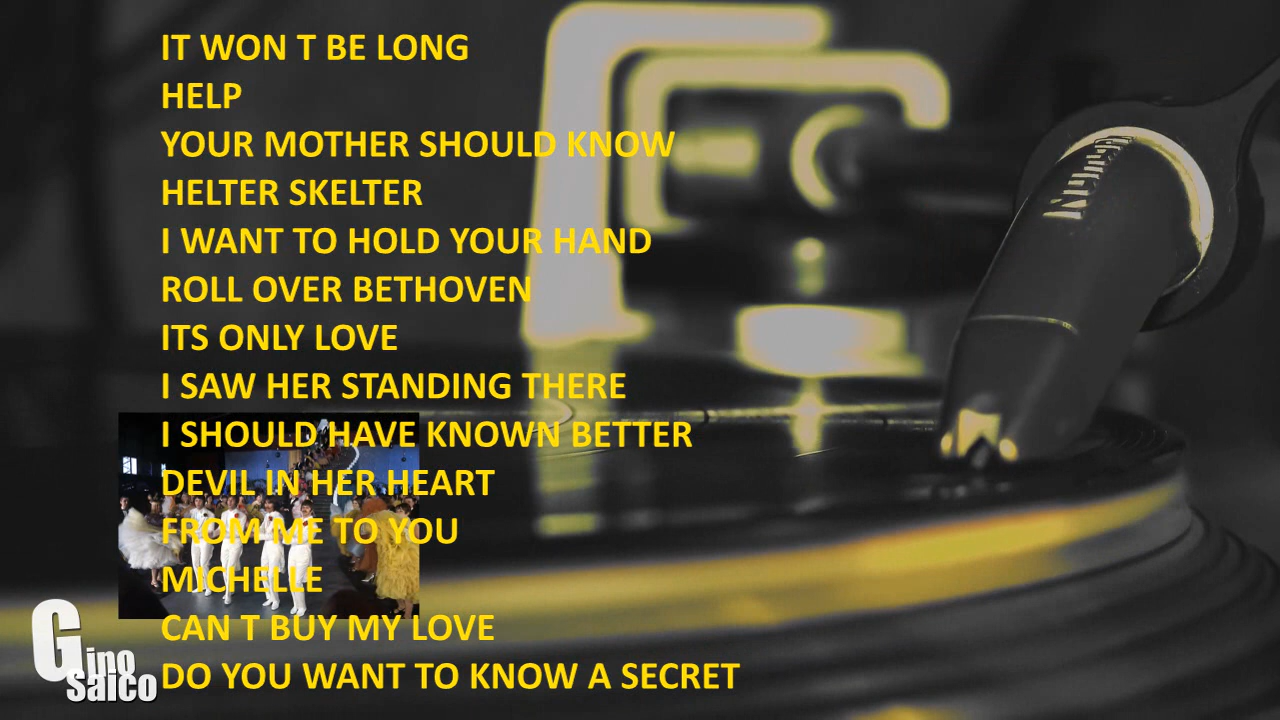 IT WON T BE LONG
HELP
YOUR MOTHER SHOULD KNOW
HELTER SKELTER
I WANT TO HOLD YOUR HAND
ROLL OVER BETHOVEN
ITS ONLY LOVE
I SAW HER STANDING THERE
I SHOULD HAVE KNOWN BETTER
DEVIL IN HER HEART
FROM ME TO YOU
MICHELLE
CAN T BUY MY LOVE
DO YOU WANT TO KNOW A SECRET
Gino
Saico